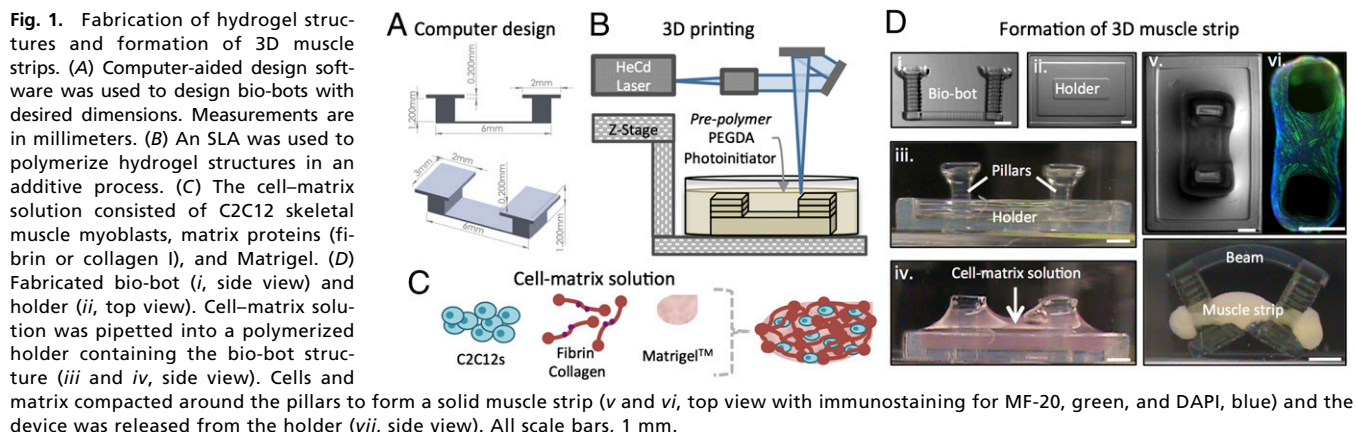 Fig. 1. Fabrication of hydrogel struc-
tures and formation of 3D muscle
strips. (A) Computer-aided design soft-
ware was used to design bio-bots with
desired dimensions. Measurements are
in millimeters. (B) An SLA was used to
polymerize hydrogel structures in an
additive process. (C) The cell–matrix
solution consisted of C2C12 skeletal
muscle myoblasts, matrix proteins (fi-
brin or collagen I), and Matrigel. (D)
Fabricated bio-bot (i, side view) and
holder (ii, top view). Cell–matrix solu-
tion was pipetted into a polymerized
holder containing the bio-bot struc-
ture (iii and iv, side view). Cells and
matrix compacted around the pillars to form a solid muscle strip (v and vi, top view with immunostaining for MF-20, green, and DAPI, blue) and the
device was released from the holder (vii, side view). All scale bars, 1 mm.
A Computer design
0.200mm
2mm
1.200mm
6mm
3mm
2mm
0.200mm
6mm
1.200mm
B 3D printing
HeCd
Laser
Z-Stage
Pre-polymer
PEGDA
Photoinitiator
C Cell-matrix solution
C2C12s
Fibrin
Collagen
Matrigel™
D Formation of 3D muscle strip
i.
Bio-bot
ii.
Holder
iii.
Pillars
Holder
iv.
Cell-matrix solution
v.
vi.
Beam
Muscle strip